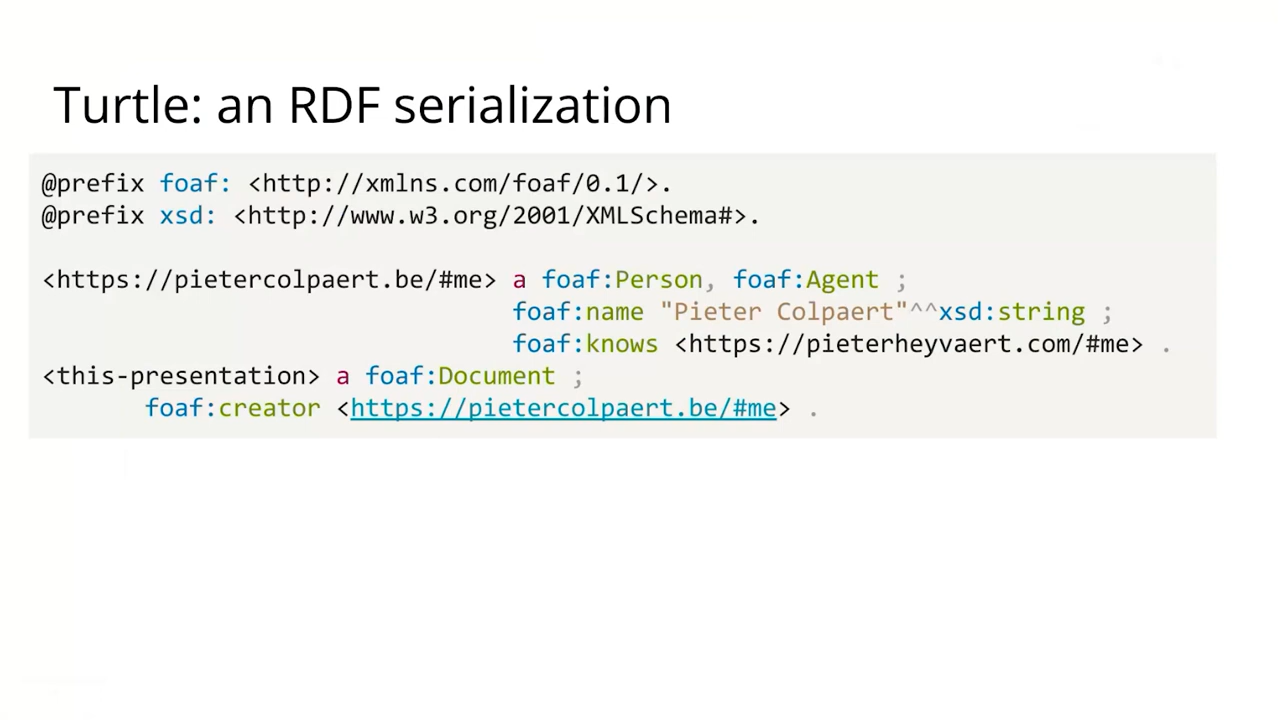 Turtle: an RDF serialization
@prefix foaf: <http://xmlns.com/foaf/0.1/>.
@prefix xsd: <http://www.w3.org/2001/XMLSchema#>.
<https://pietercolpaert.be/#me> a foaf:Person, foaf:Agent ;
foaf:name "Pieter Colpaert"^^xsd:string ;
foaf:knows <https://pieterheyvaert.com/#me> .
<this-presentation> a foaf:Document ;
foaf:creator <https://pietercolpaert.be/#me> .